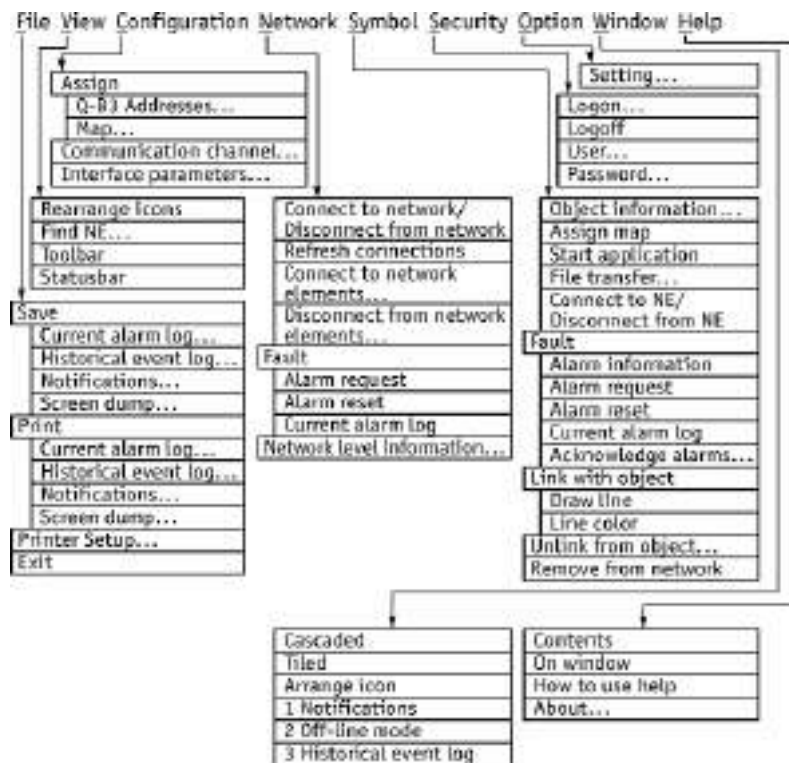 File View Configuration Network Symbol Security Option Window Help
Setting...
Assign
Q-B3 Addresses...
Map...
Communication channel...
Interface parameters...
Logon...
Logoff
User...
Password...
Rearrange icons
Find NE...
Toolbar
Statusbar
Connect to network/
Disconnect from network
Refresh connections
Connect to network
elements...
Disconnect from network
elements...
Fault
Alarm request
Alarm reset
Current alarm log
Network level information...
Object information...
Assign map
Start application
File transfer...
Connect to NE/
Disconnect from NE
Fault
Alarm information
Alarm request
Alarm reset
Current alarm log
Acknowledge alarms...
Link with object
Draw line
Line color
Unlink from object...
Remove from network
Save
Current alarm log...
Historical event log...
Notifications...
Screen dump...
Print
Current alarm log...
Historical event log...
Notifications...
Screen dump...
Printer Setup...
Exit
Cascaded
Tiled
Arrange icon
1 Notifications
2 Off-line mode
3 Historical event log
Contents
On window
How to use help
About...